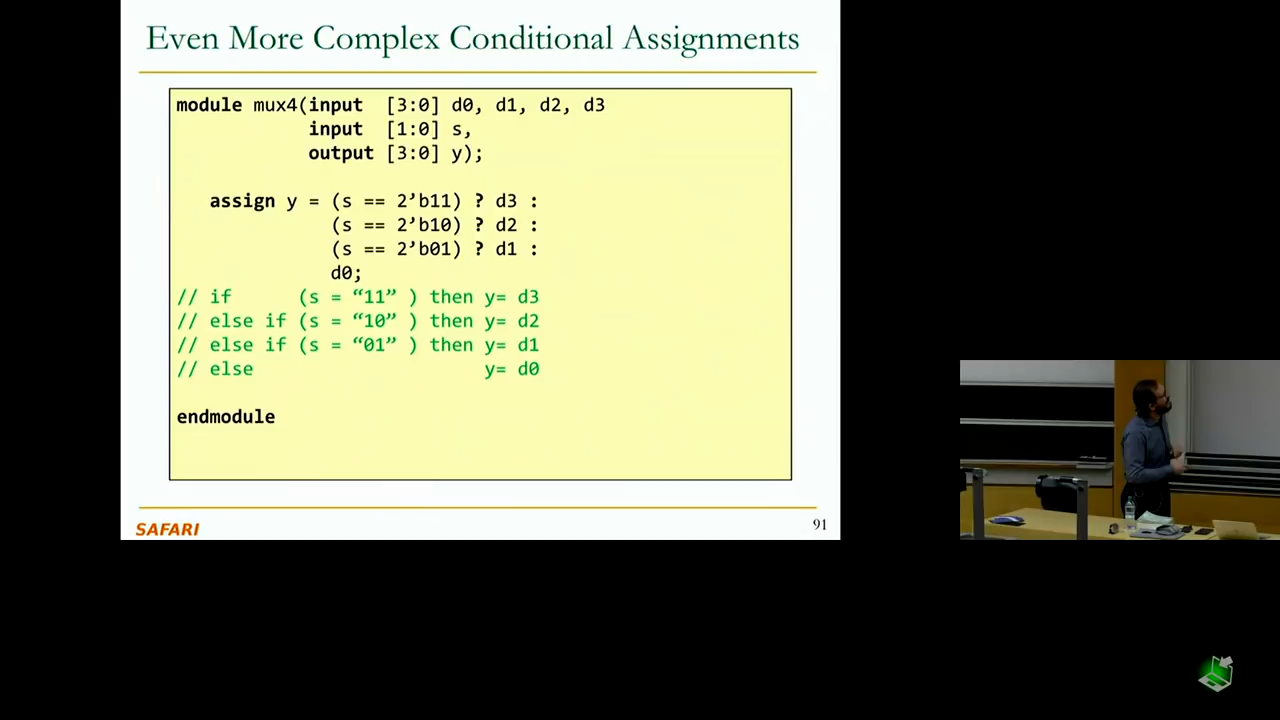 Even More Complex Conditional Assignments
module mux4(input [3:0] d0, d1, d2, d3
input [1:0] s,
output [3:0] y);
assign y = (s == 2’b11) ? d3 :
(s == 2’b10) ? d2 :
(s == 2’b01) ? d1 :
d0;
// if (s = “11” ) then y= d3
// else if (s = “10” ) then y= d2
// else if (s = “01” ) then y= d1
// else y= d0
endmodule
SAFARI
91